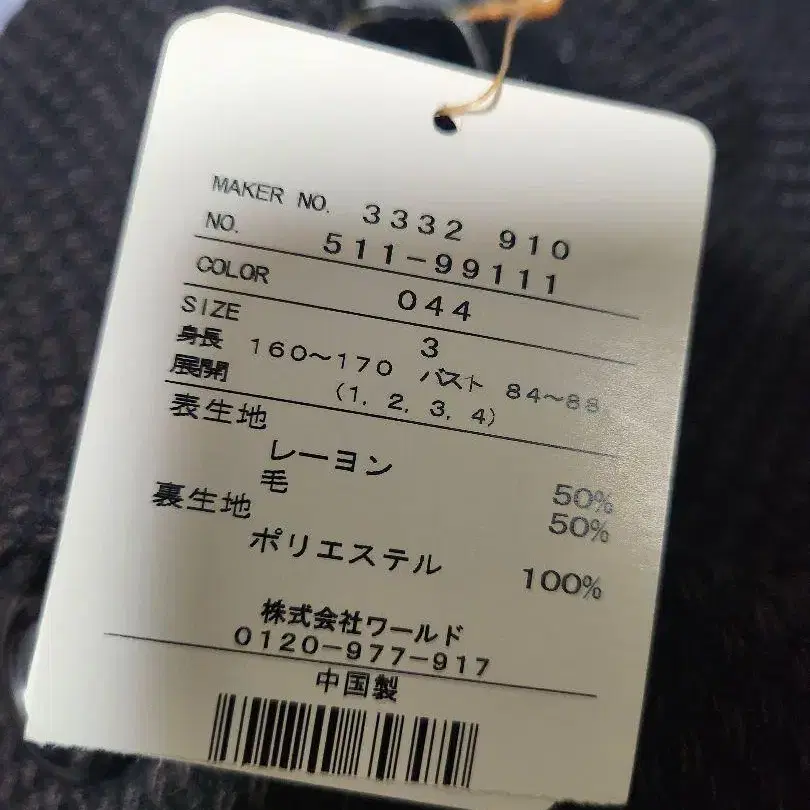 MAKER NO. 3332 910
NO. 511-99111
COLOR 044
SIZE 3
身長 160～170 バスト 84～88
展開 (1, 2, 3, 4)
表生地
レーヨン 50%
毛 50%
裏生地
ポリエステル 100%
株式会社ワールド
0120-977-917
中国製